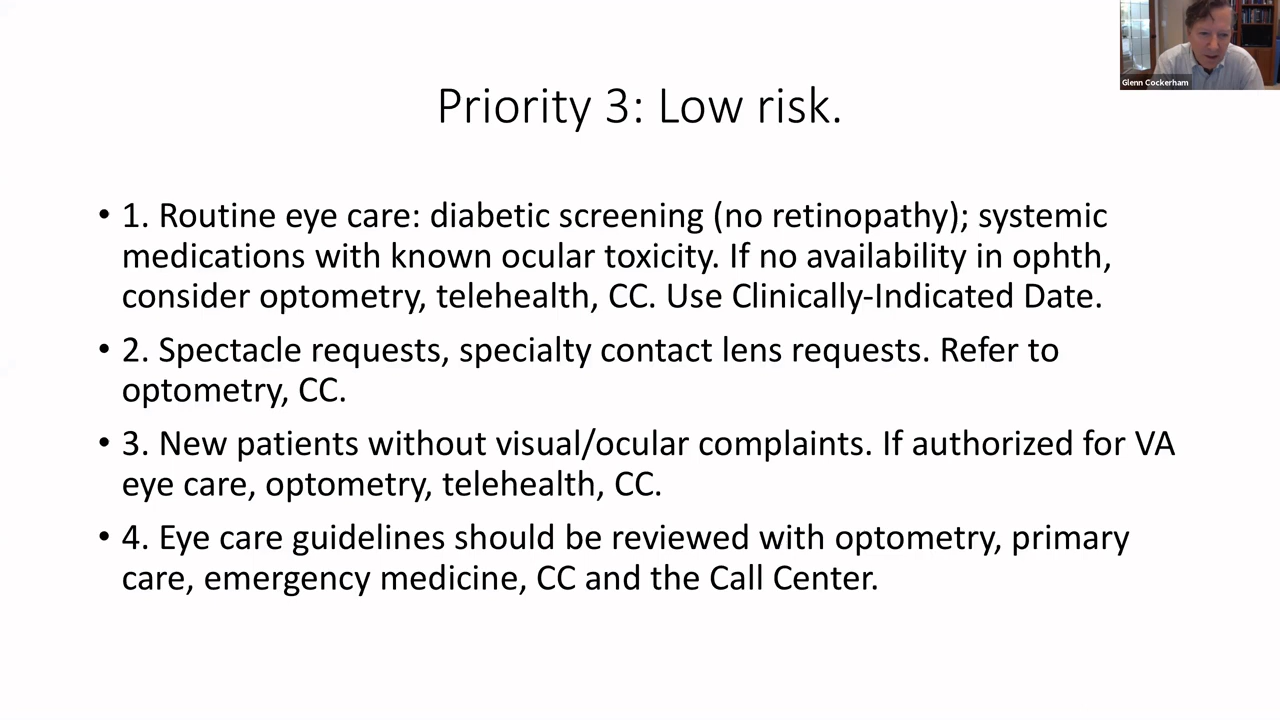 Glenn Cockerham
Priority 3: Low risk.
• 1. Routine eye care: diabetic screening (no retinopathy); systemic
medications with known ocular toxicity. If no availability in ophth,
consider optometry, telehealth, CC. Use Clinically-Indicated Date.
• 2. Spectacle requests, specialty contact lens requests. Refer to
optometry, CC.
• 3. New patients without visual/ocular complaints. If authorized for VA
eye care, optometry, telehealth, CC.
• 4. Eye care guidelines should be reviewed with optometry, primary
care, emergency medicine, CC and the Call Center.